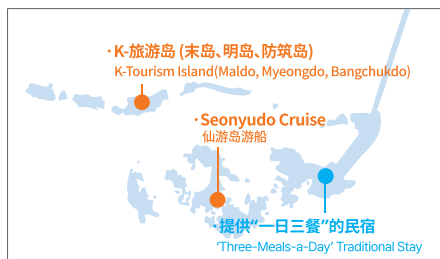 ·K-旅游岛 (末岛、明岛、防筑岛)
K-Tourism Island(Maldo, Myeongdo, Bangchukdo)
·Seonyudo Cruise
仙游岛游船
·提供“一日三餐”的民宿
‘Three-Meals-a-Day’ Traditional Stay